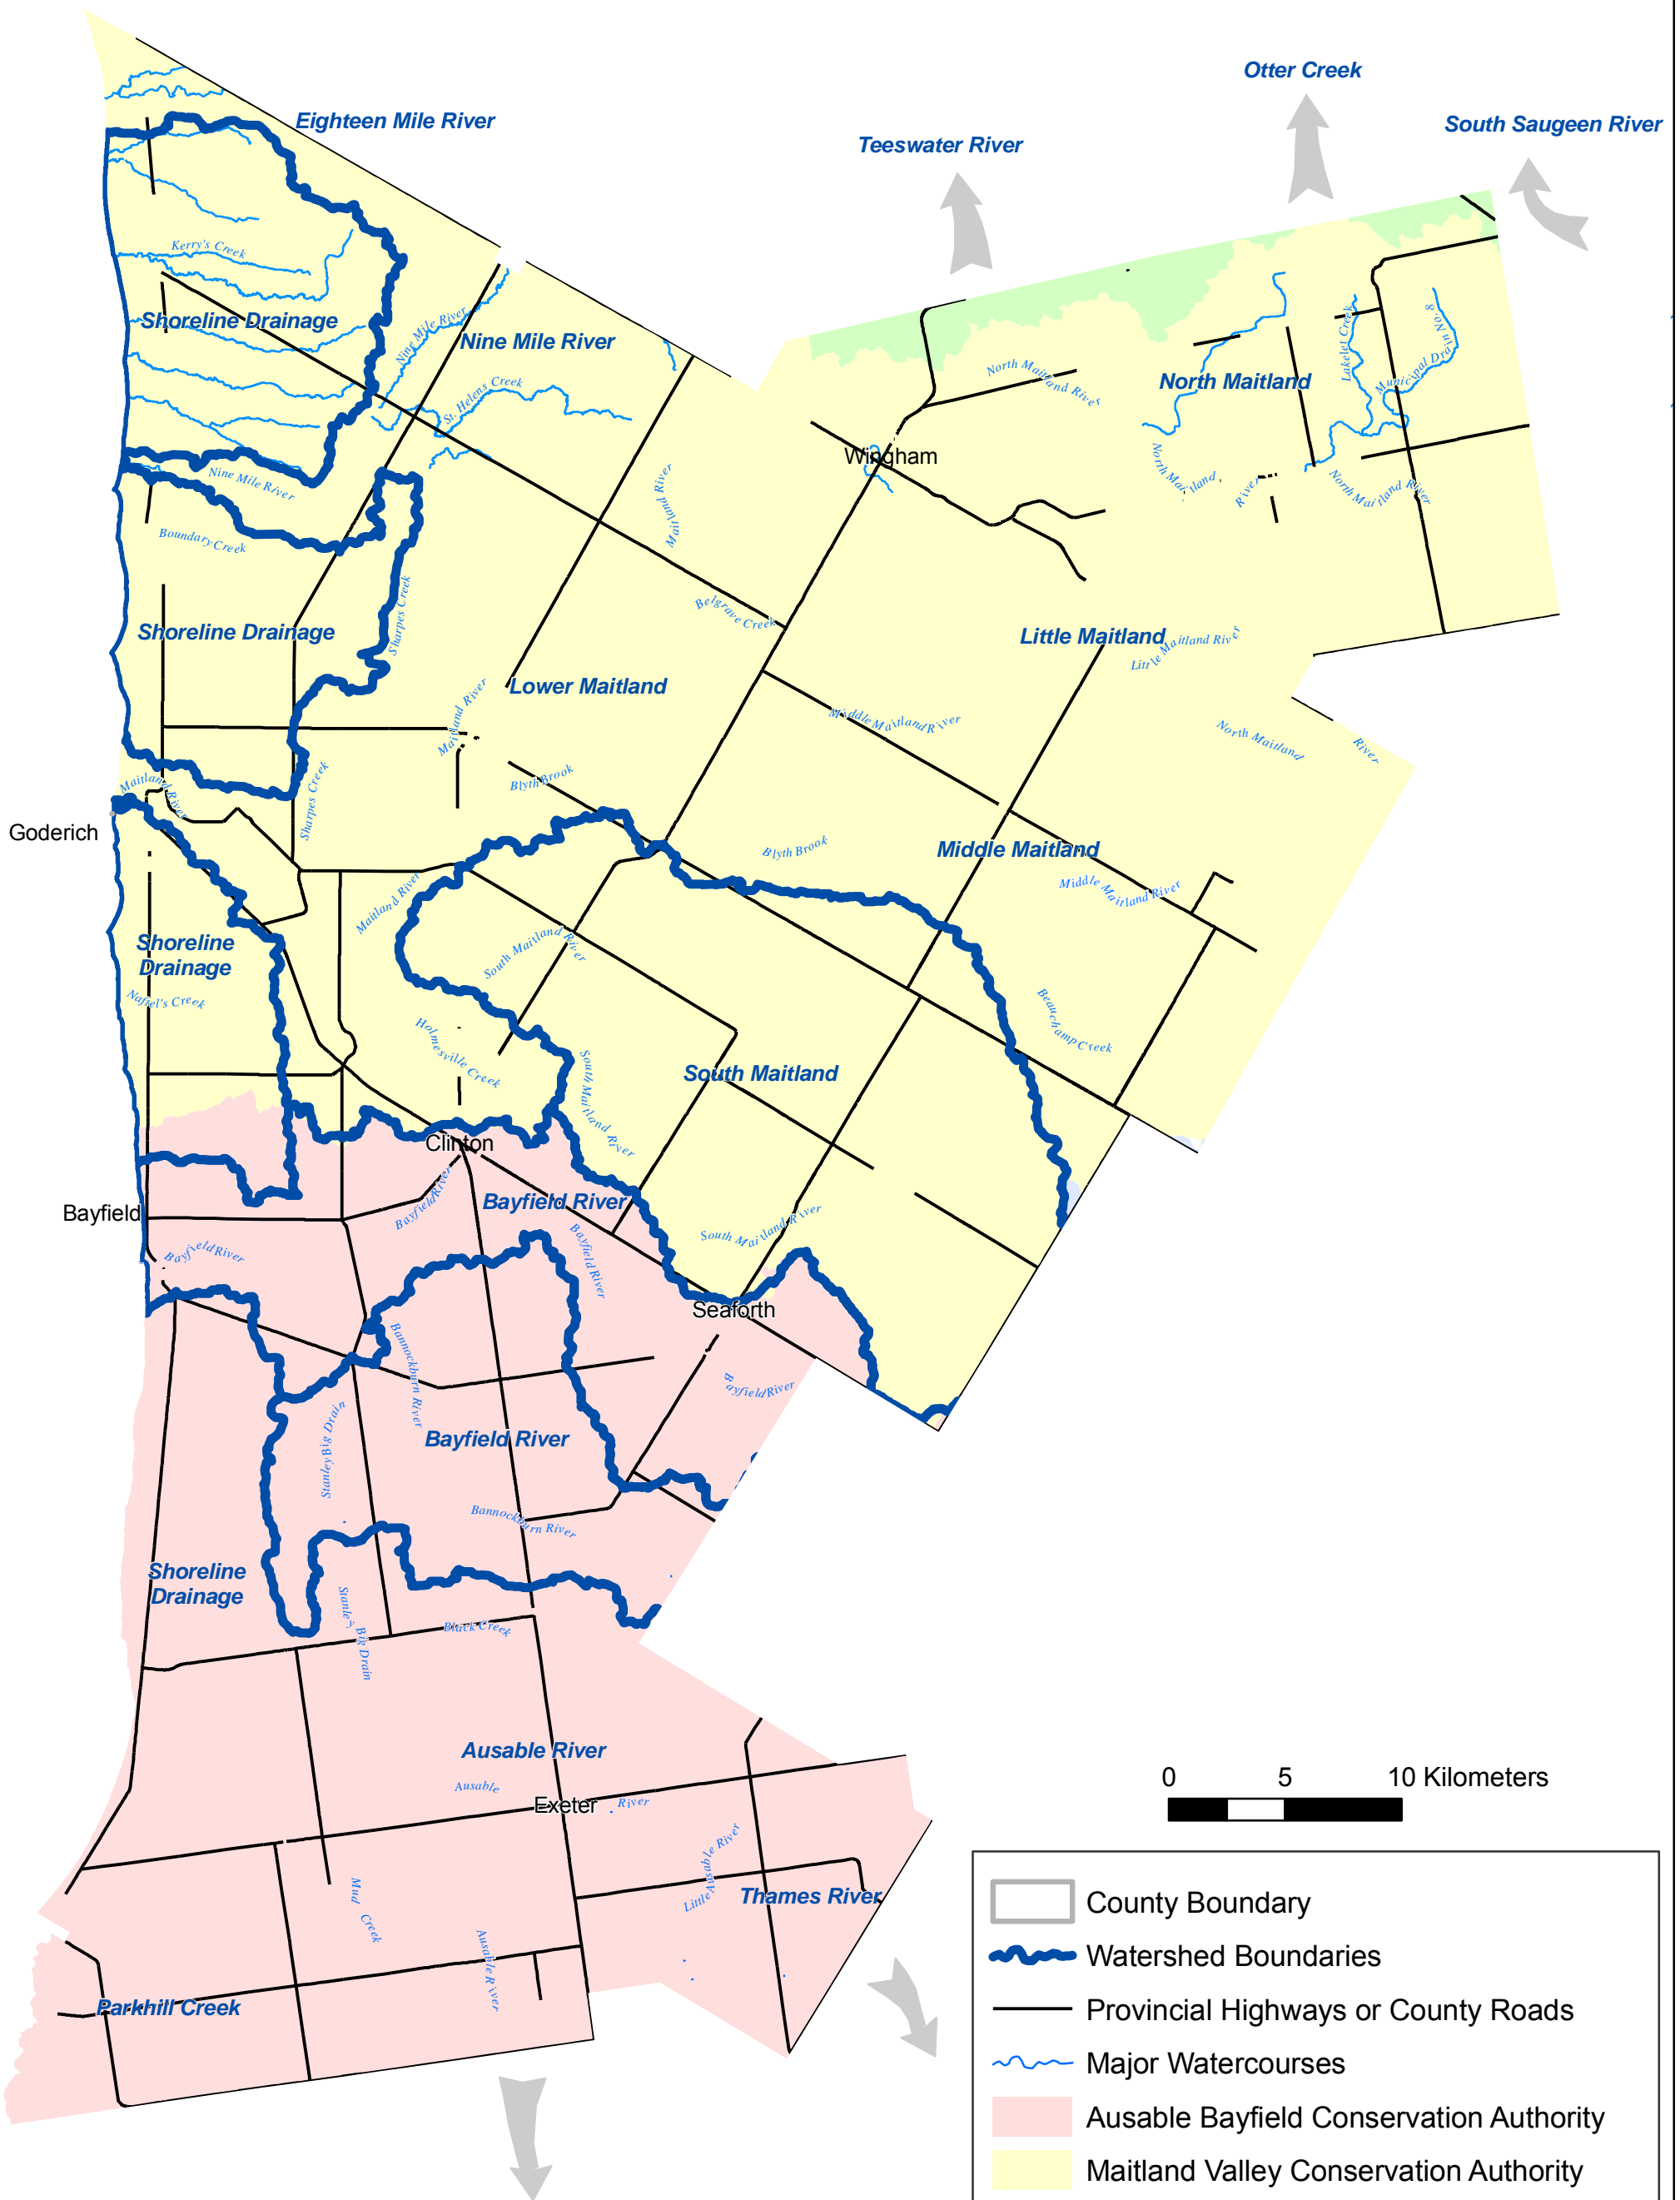 Otter Creek
Eighteen Mile River
South Saugeen River
Teeswater River
Kerry's Creek
Shoreline Drainage
Nine Mile River
Nine Mile River
St. Helens Creek
North Maitland River
North Maitland
Lakelet Creek
Municipal Drain No. 8
Wingham
Nine Mile River
Maitland River
North Maitland River
North Maitland River
Boundary Creek
Sharpes Creek
Belgrave Creek
Shoreline Drainage
Little Maitland
Little Maitland River
Lower Maitland
Maitland River
Middle Maitland River
North Maitland River
Maitland River
Sharpes Creek
Blyth Brook
Goderich
Blyth Brook
Middle Maitland
Middle Maitland River
Maitland River
Shoreline
Drainage
South Maitland River
Naftel's Creek
Holmesville Creek
Beauchamp Creek
South Maitland River
South Maitland
Clinton
Bayfield River
Bayfield River
Bayfield
Bayfield River
Bayfield River
South Maitland River
Seaforth
Bannockburn River
Bayfield River
Stanley Big Drain
Bayfield River
Bannockburn River
Shoreline
Drainage
Stanley Big Drain
Black Creek
Ausable River
Ausable River
Exeter
Little Ausable River
Thames River
Mud Creek
Ausable River
Parkhill Creek
0 5 10 Kilometers
County Boundary
Watershed Boundaries
Provincial Highways or County Roads
Major Watercourses
Ausable Bayfield Conservation Authority
Maitland Valley Conservation Authority